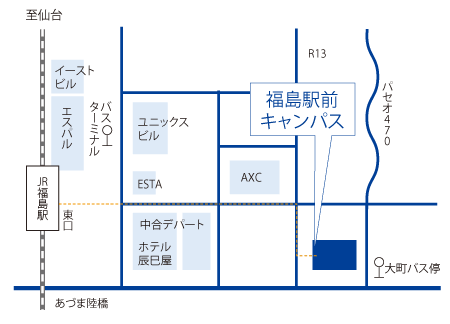 至仙台
R13
イースト
ビル
エスパル
バス
ターミナル
ユニックス
ビル
福島駅前
キャンパス
パセオ470
ESTA
AXC
JR
福島駅
東口
中合デパート
ホテル
辰巳屋
大町バス停
あづま陸橋